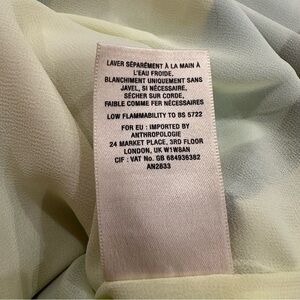 LAVER SÉPARÉMENT À LA MAIN À
L'EAU FROIDE,
BLANCHIMENT UNIQUEMENT SANS
JAVEL, SI NÉCESSAIRE,
SÉCHER SUR CORDE,
FAIBLE COMME FER NÉCESSAIRES
LOW FLAMMABILITY TO BS 5722
FOR EU : IMPORTED BY
ANTHROPOLOGIE
24 MARKET PLACE, 3RD FLOOR
LONDON, UK W1W8AN
CIF : VAT No. GB 684936382
AN2633